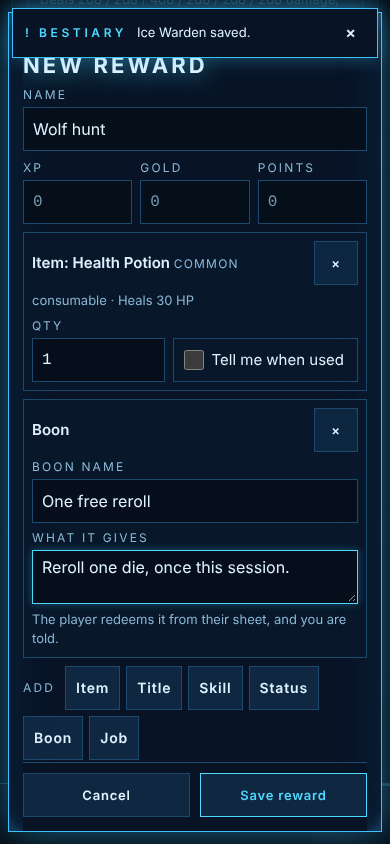 ! BESTIARY Ice Warden saved. ×
NEW REWARD
NAME
Wolf hunt
XP GOLD POINTS
0 0 0
Item: Health Potion COMMON ×
consumable · Heals 30 HP
QTY
1 Tell me when used
Boon ×
BOON NAME
One free reroll
WHAT IT GIVES
Reroll one die, once this session.
The player redeems it from their sheet, and you are
told.
ADD Item Title Skill Status
Boon Job
Cancel Save reward